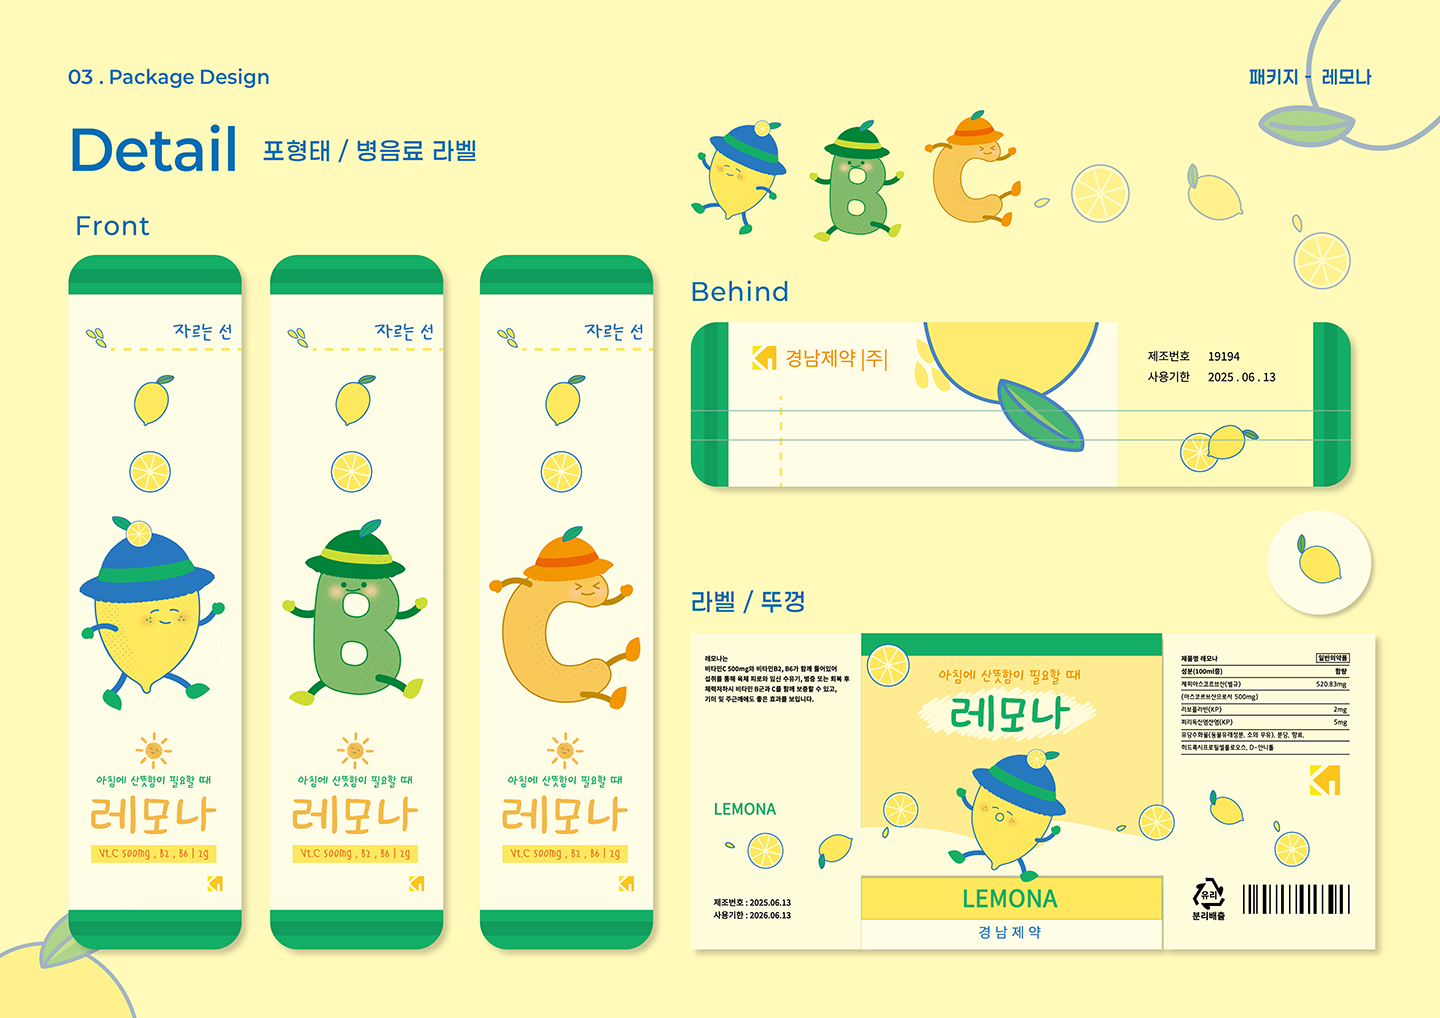 03 . Package Design
패키지 - 레모나
Detail 포형태 / 병음료 라벨
Front
자르는 선
아침에 산뜻함이 필요할 때
레모나
Vt.C 500mg , B2 , B6 | 2g
자르는 선
아침에 산뜻함이 필요할 때
레모나
Vt.C 500mg , B2 , B6 | 2g
자르는 선
아침에 산뜻함이 필요할 때
레모나
Vt.C 500mg , B2 , B6 | 2g
B C
Behind
경남제약 |주|
제조번호 19194
사용기한 2025 . 06 . 13
라벨 / 뚜껑
레모나는
비타민C 500mg와 비타민B2, B6가 함께 들어있어
섭취를 통해 육체 피로와 임신 수유기, 병중 또는 회복 후
체력저하시 비타민 B군과 C를 함께 보충할 수 있고,
기미 및 주근깨에도 좋은 효과를 보입니다.
LEMONA
제조번호 : 2025.06.13
사용기한 : 2026.06.13
아침에 산뜻함이 필요할 때
레모나
LEMONA
경남제약
제품명 레모나 일반의약품
성분(100ml중) 함량
제피아스코르브산(별규) 520.83mg
(아스코르브산으로서 500mg)
리보플라빈(KP) 2mg
피리독신염산염(KP) 5mg
유당수화물(동물유래성분, 소의 우유), 분당, 향료,
히드록시프로필셀룰로오스, D-만니톨
유리
분리배출